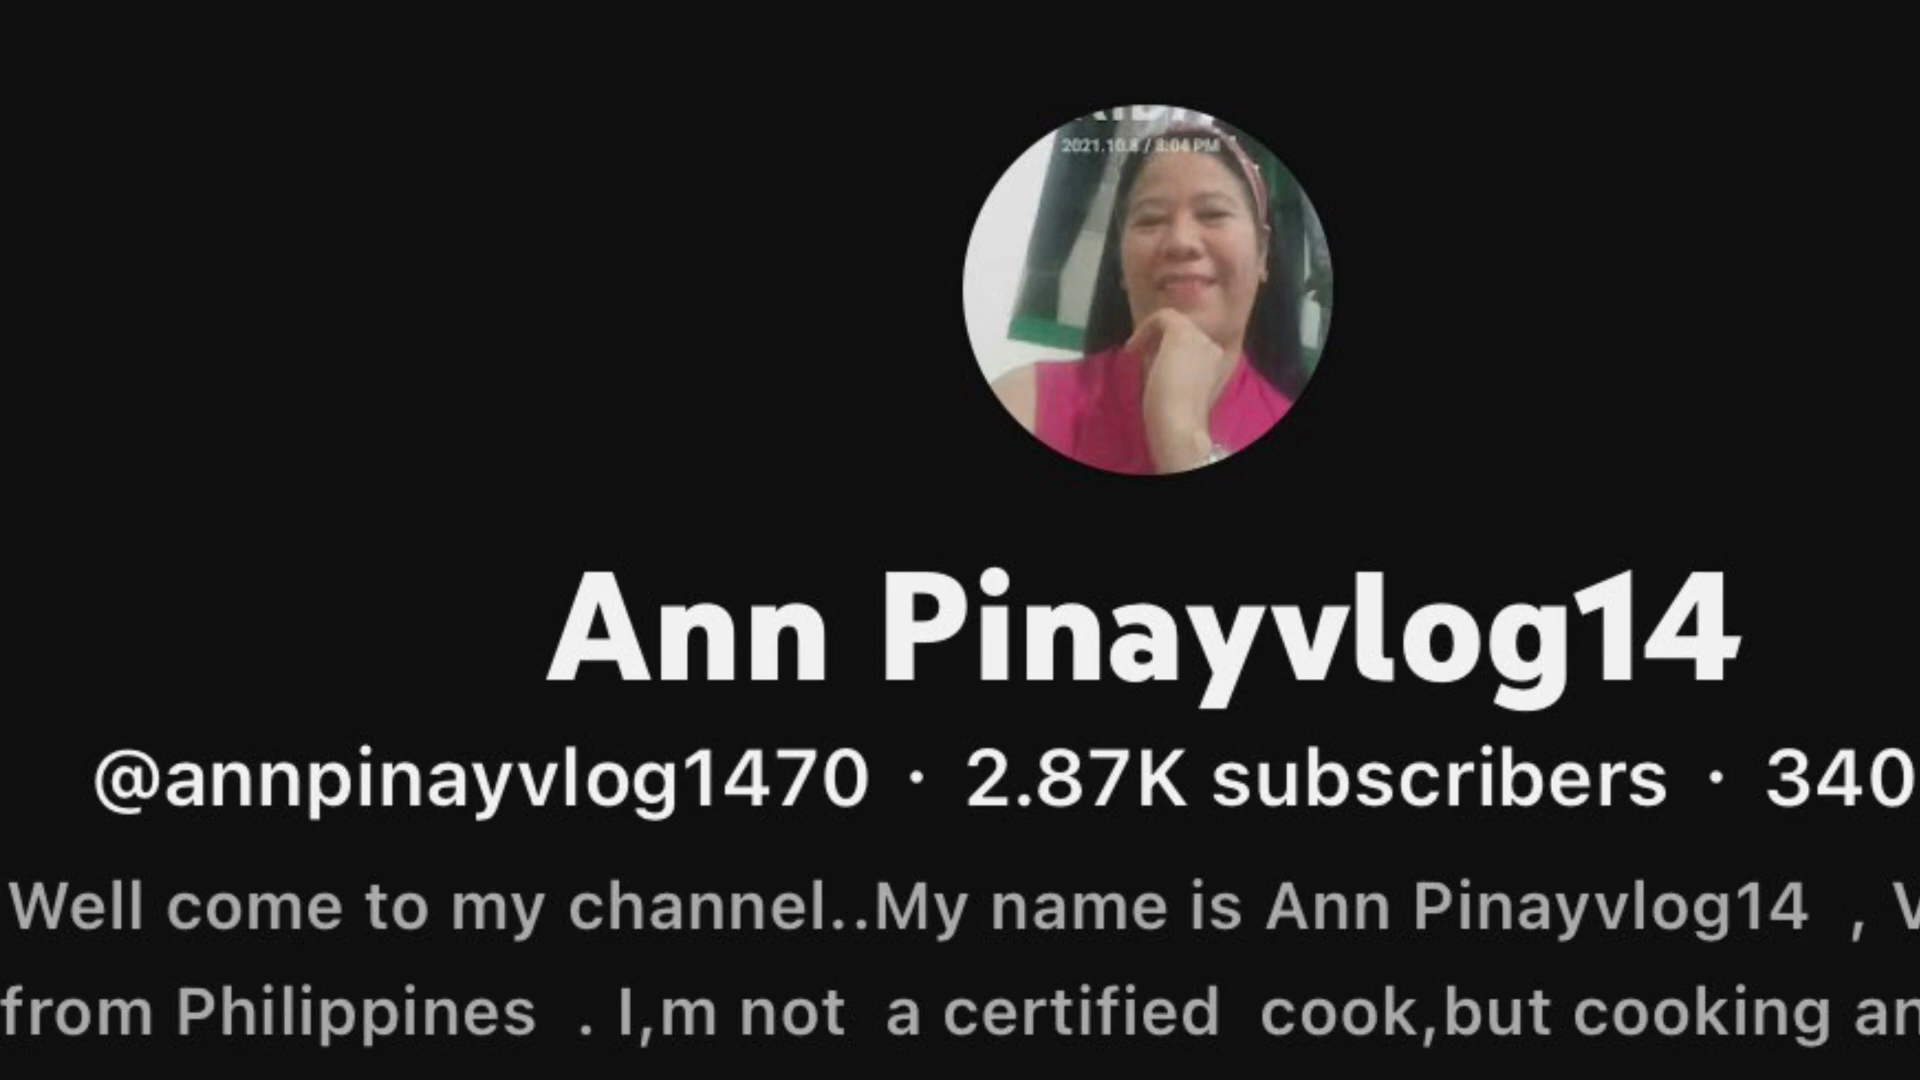 2021.10.8 / 8:04 PM
Ann Pinayvlog14
@annpinayvlog1470 · 2.87K subscribers · 340
Well come to my channel..My name is Ann Pinayvlog14 , V
from Philippines . I,m not a certified cook,but cooking an